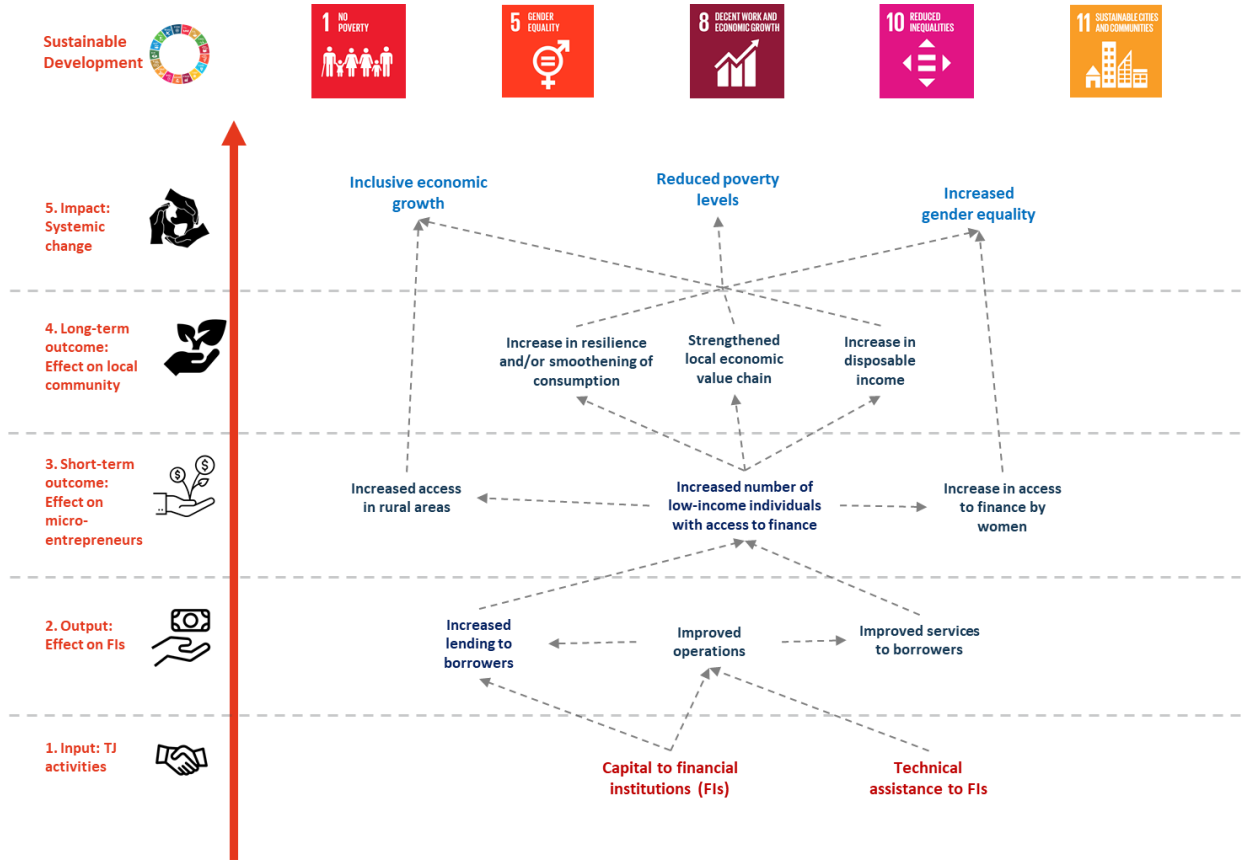 Sustainable
Development
1 NO
POVERTY
5 GENDER
EQUALITY
8 DECENT WORK AND
ECONOMIC GROWTH
10 REDUCED
INEQUALITIES
11 SUSTAINABLE CITIES
AND COMMUNITIES
5. Impact:
Systemic
change
Inclusive economic
growth
Reduced poverty
levels
Increased
gender equality
4. Long-term
outcome:
Effect on local
community
Increase in resilience
and/or smoothening of
consumption
Strengthened
local economic
value chain
Increase in
disposable
income
3. Short-term
outcome:
Effect on
micro-
entrepreneurs
$
$
Increased access
in rural areas
Increased number of
low-income individuals
with access to finance
Increase in access
to finance by
women
2. Output:
Effect on FIs
Increased
lending to
borrowers
Improved
operations
Improved services
to borrowers
1. Input: TJ
activities
Capital to financial
institutions (FIs)
Technical
assistance to FIs